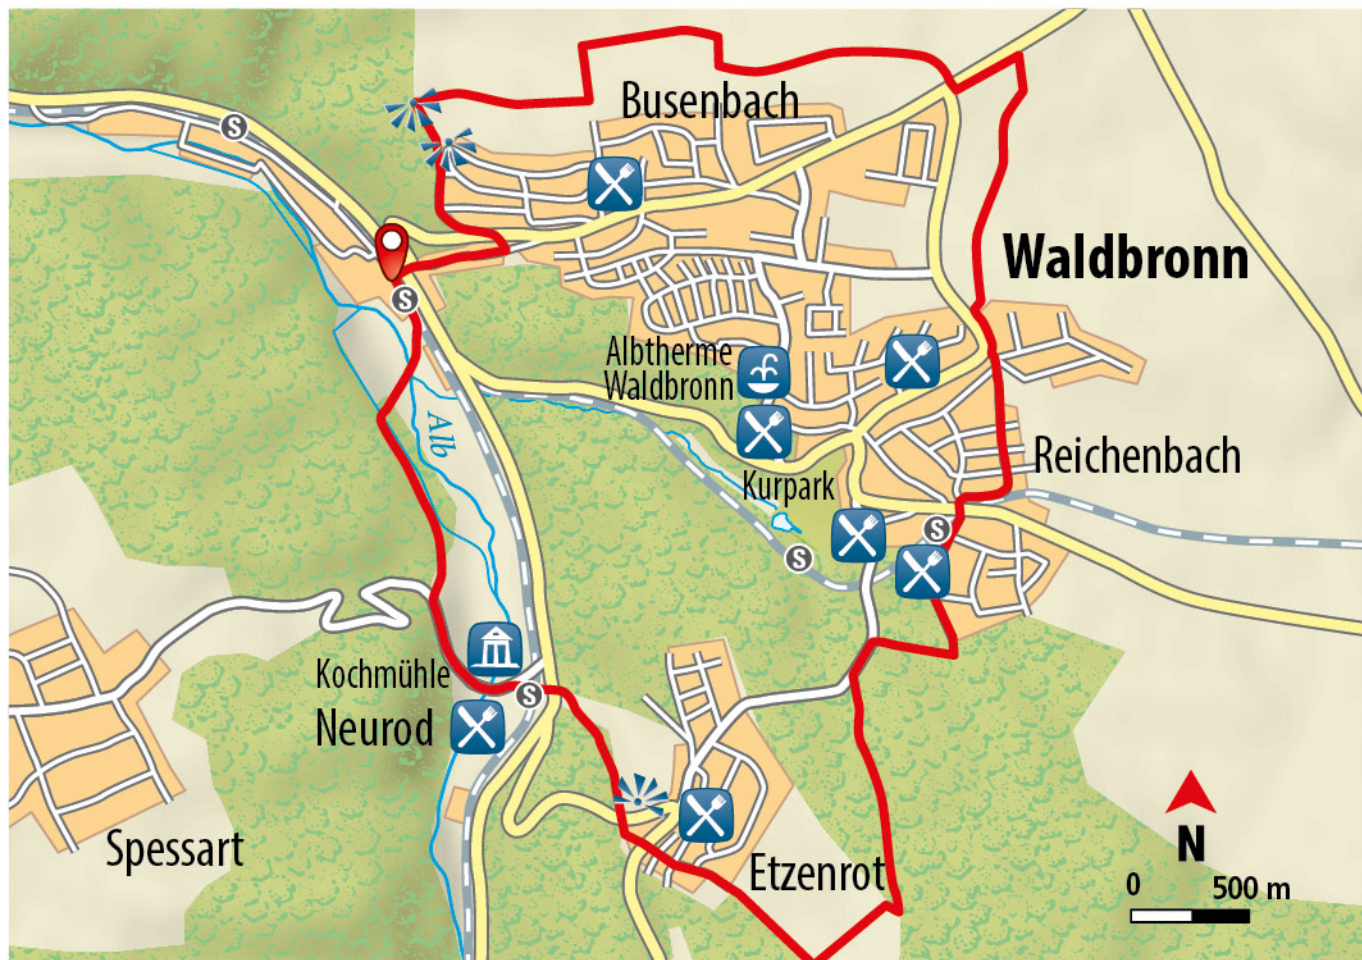 Busenbach
S
Waldbronn
S
Albtherme
Waldbronn
Alb
Reichenbach
Kurpark
S
S
Kochmühle
S
Neurod
Spessart
Etzenrot
N
0 500 m